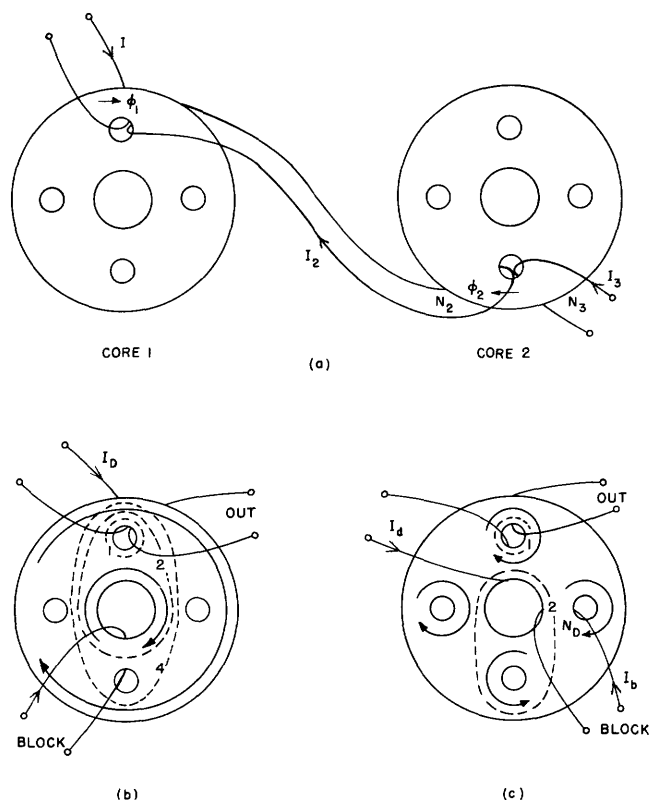 I
ϕ1
I2
N2
ϕ2
N3
I3
CORE 1
CORE 2
(a)
ID
OUT
2
4
BLOCK
(b)
OUT
Id
2
ND
Ib
BLOCK
(c)